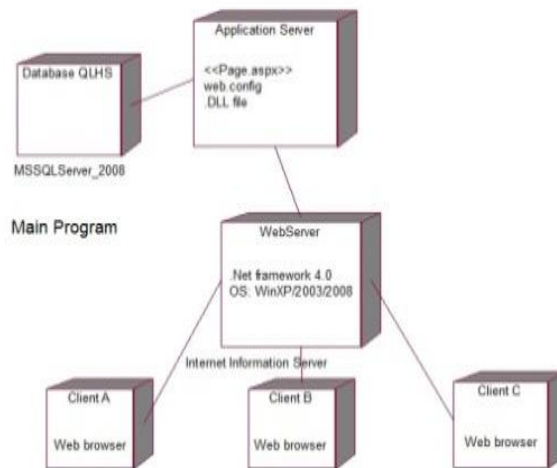 Application Server
<<Page.aspx>>
web.config
.DLL file
Database QLHS
MSSQLServer_2008
Main Program
WebServer
.Net framework 4.0
OS: WinXP/2003/2008
Internet Information Server
Client A
Web browser
Client B
Web browser
Client C
Web browser